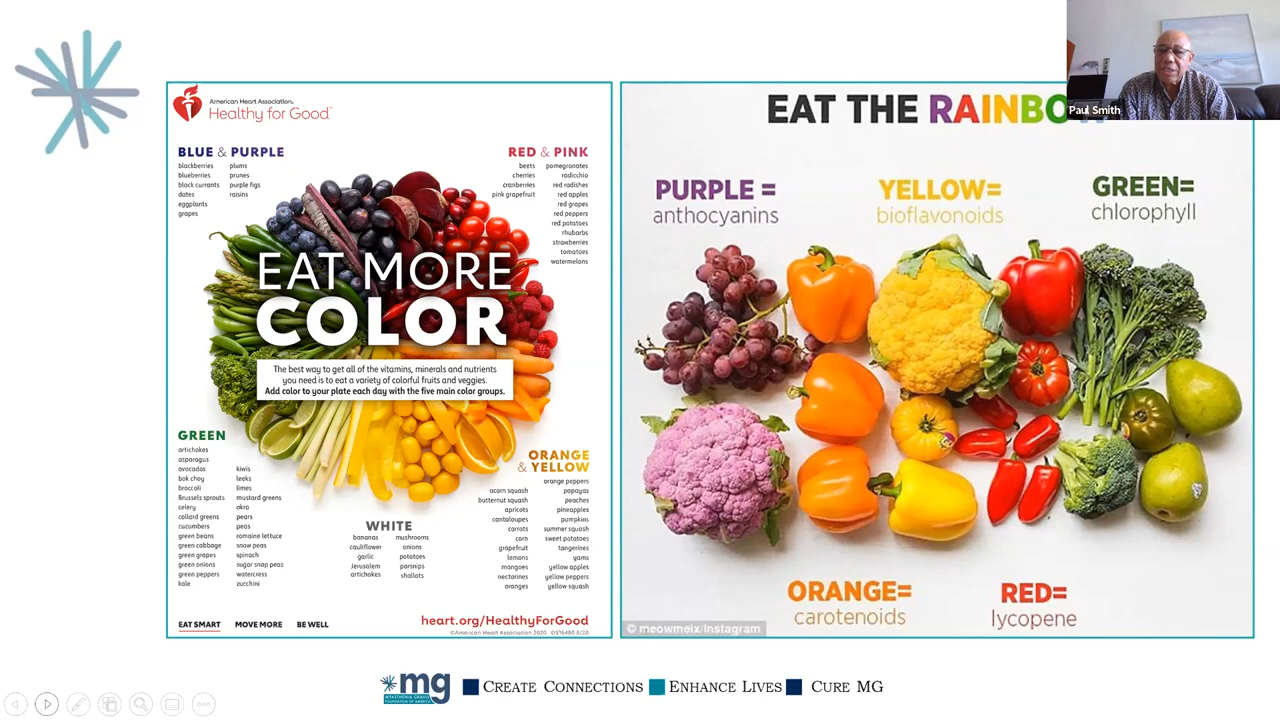 American Heart Association®
Healthy for Good™
BLUE & PURPLE
blackberries
blueberries
black currants
dates
eggplants
grapes
plums
prunes
purple figs
raisins
RED & PINK
beets
cherries
cranberries
pink grapefruit
pomegranates
radicchio
red radishes
red apples
red grapes
red peppers
red potatoes
rhubarbs
strawberries
tomatoes
watermelons
EAT MORE
COLOR
The best way to get all of the vitamins, minerals and nutrients
you need is to eat a variety of colorful fruits and veggies.
Add color to your plate each day with the five main color groups.
GREEN
artichokes
asparagus
avocados
bok choy
broccoli
Brussels sprouts
celery
collard greens
cucumbers
green beans
green cabbage
green grapes
green onions
green peppers
kale
kiwis
leeks
limes
mustard greens
okra
pears
peas
romaine lettuce
snow peas
spinach
sugar snap peas
watercress
zucchini
WHITE
bananas
cauliflower
garlic
Jerusalem
artichokes
mushrooms
onions
potatoes
parsnips
shallots
ORANGE
& YELLOW
acorn squash
butternut squash
apricots
cantaloupes
carrots
corn
grapefruit
lemons
mangoes
nectarines
oranges
orange peppers
papayas
peaches
pineapples
pumpkins
summer squash
sweet potatoes
tangerines
yams
yellow apples
yellow peppers
yellow squash
EAT SMART MOVE MORE BE WELL
heart.org/HealthyForGood
©American Heart Association 2020
EAT THE RAINBO
Paul Smith
PURPLE =
anthocyanins
YELLOW=
bioflavonoids
GREEN=
chlorophyll
ORANGE=
carotenoids
RED=
lycopene
© meowmeix/Instagram
mg
CREATE CONNECTIONS ENHANCE LIVES CURE MG